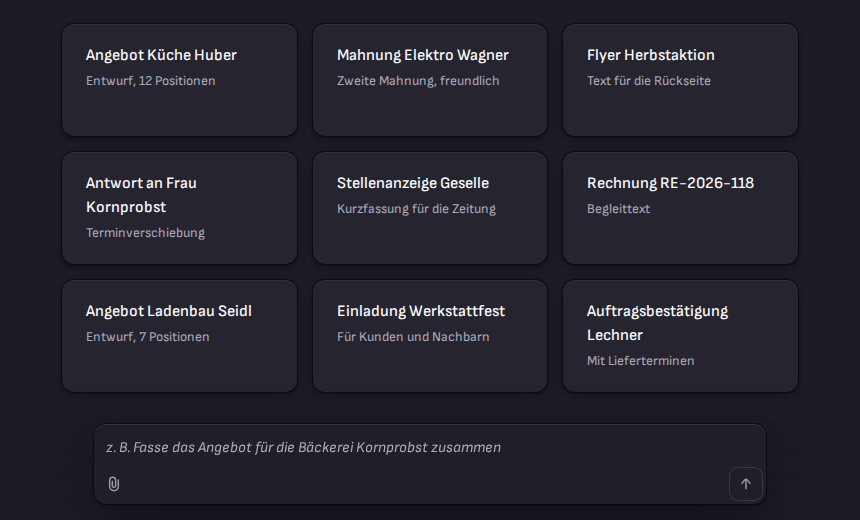 Angebot Küche Huber
Entwurf, 12 Positionen
Mahnung Elektro Wagner
Zweite Mahnung, freundlich
Flyer Herbstaktion
Text für die Rückseite
Antwort an Frau
Kornprobst
Terminverschiebung
Stellenanzeige Geselle
Kurzfassung für die Zeitung
Rechnung RE-2026-118
Begleittext
Angebot Ladenbau Seidl
Entwurf, 7 Positionen
Einladung Werkstattfest
Für Kunden und Nachbarn
Auftragsbestätigung
Lechner
Mit Lieferterminen
z. B. Fasse das Angebot für die Bäckerei Kornprobst zusammen